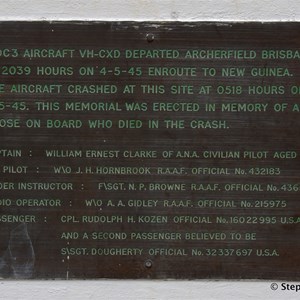 DC3 AIRCRAFT VH-CXD DEPARTED ARCHERFIELD BRISBA
2039 HOURS ON 4-5-45 ENROUTE TO NEW GUINEA.
E AIRCRAFT CRASHED AT THIS SITE AT 0518 HOURS O
5-45. THIS MEMORIAL WAS ERECTED IN MEMORY OF A
OSE ON BOARD WHO DIED IN THE CRASH.
PTAIN : WILLIAM ERNEST CLARKE OF A.N.A. CIVILIAN PILOT AGED
PILOT : W\O J. H. HORNBROOK R.A.A.F. OFFICIAL No. 432183
DER INSTRUCTOR : F\SGT. N. P. BROWNE R.A.A.F. OFFICIAL No. 436
DIO OPERATOR : W\O A. A. GIDLEY R.A.A.F. OFFICIAL No. 215975
SSENGER : CPL. RUDOLPH H. KOZEN OFFICIAL No. 16022995 U.S.A
AND A SECOND PASSENGER BELIEVED TO BE
S\SGT. DOUGHERTY OFFICIAL No. 32337697 U.S.A.
© Step